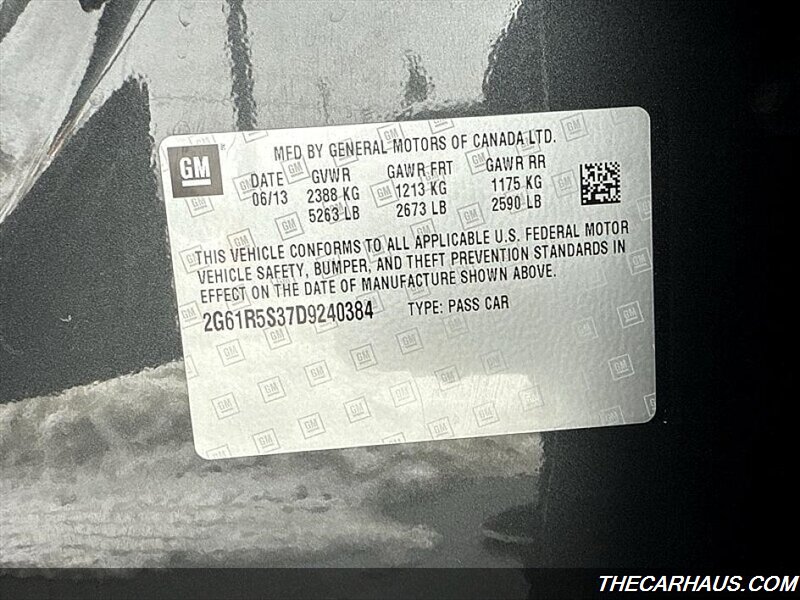 GM
MFD BY GENERAL MOTORS OF CANADA LTD.
DATE GVWR GAWR FRT GAWR RR
06/13 2388 KG 1213 KG 1175 KG
5263 LB 2673 LB 2590 LB
THIS VEHICLE CONFORMS TO ALL APPLICABLE U.S. FEDERAL MOTOR
VEHICLE SAFETY, BUMPER, AND THEFT PREVENTION STANDARDS IN
EFFECT ON THE DATE OF MANUFACTURE SHOWN ABOVE.
2G61R5S37D9240384 TYPE: PASS CAR
THECARHAUS.COM